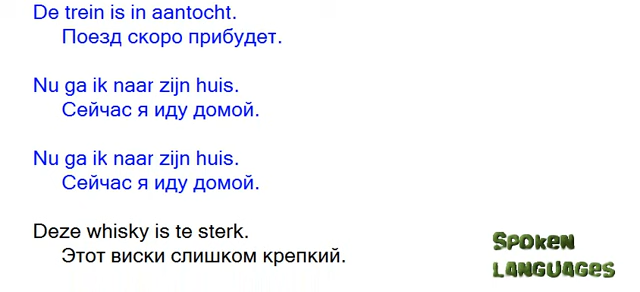 De trein is in aantocht.
Поезд скоро прибудет.
Nu ga ik naar zijn huis.
Сейчас я иду домой.
Nu ga ik naar zijn huis.
Сейчас я иду домой.
Deze whisky is te sterk.
Этот виски слишком крепкий.
Spoken
Languages